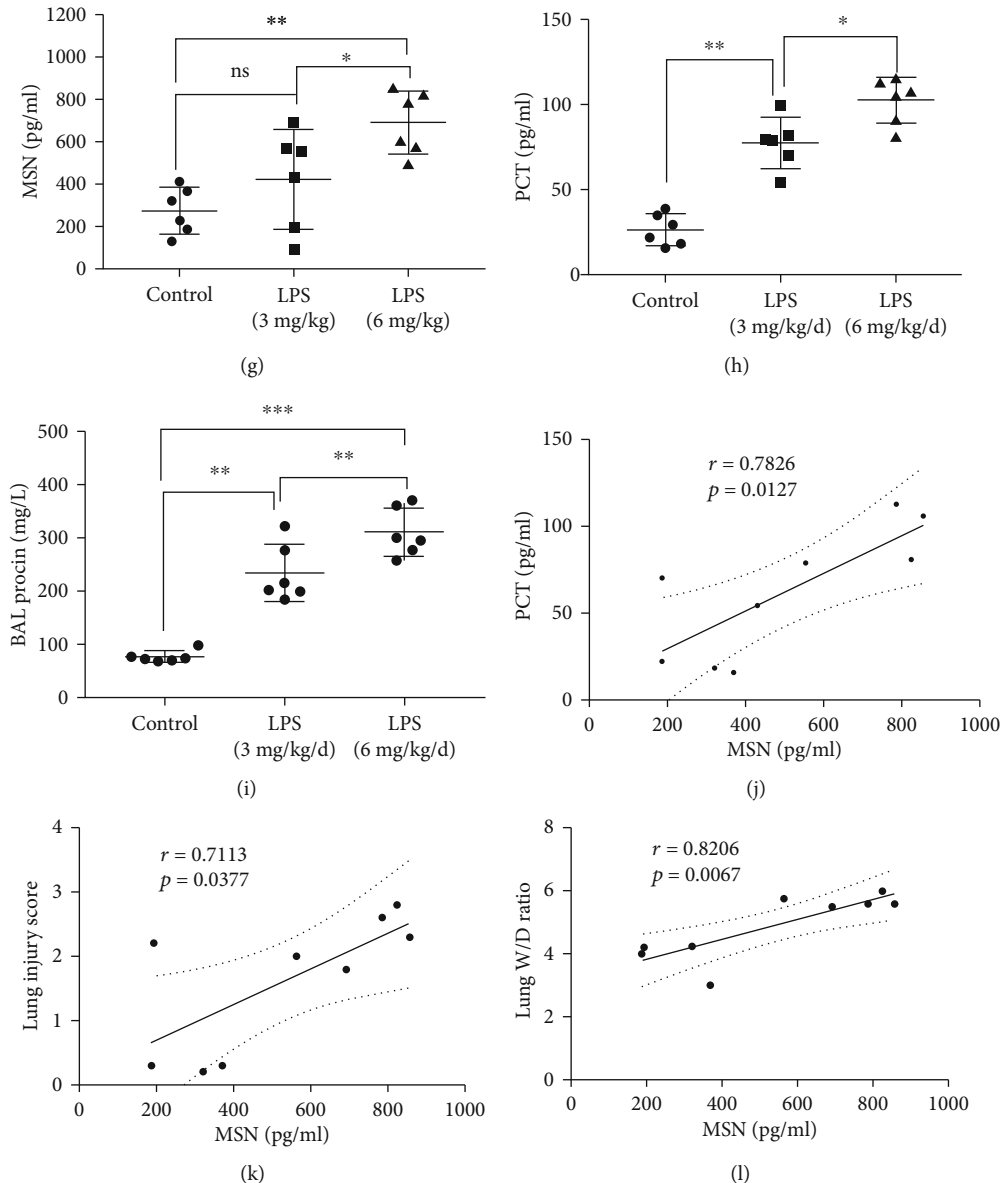 1200
1000
800
600
400
200
0
MSN (pg/ml)
**
ns
*
Control
LPS
(3 mg/kg)
LPS
(6 mg/kg)
(g)
150
100
50
0
PCT (pg/ml)
**
*
Control
LPS
(3 mg/kg/d)
LPS
(6 mg/kg/d)
(h)
500
400
300
200
100
0
BAL procin (mg/L)
***
**
**
Control
LPS
(3 mg/kg/d)
LPS
(6 mg/kg/d)
(i)
150
100
50
0
PCT (pg/ml)
r = 0.7826
p = 0.0127
0 200 400 600 800 1000
MSN (pg/ml)
(j)
4
3
2
1
0
Lung injury score
r = 0.7113
p = 0.0377
0 200 400 600 800 1000
MSN (pg/ml)
(k)
8
6
4
2
0
Lung W/D ratio
r = 0.8206
p = 0.0067
0 200 400 600 800 1000
MSN (pg/ml)
(l)